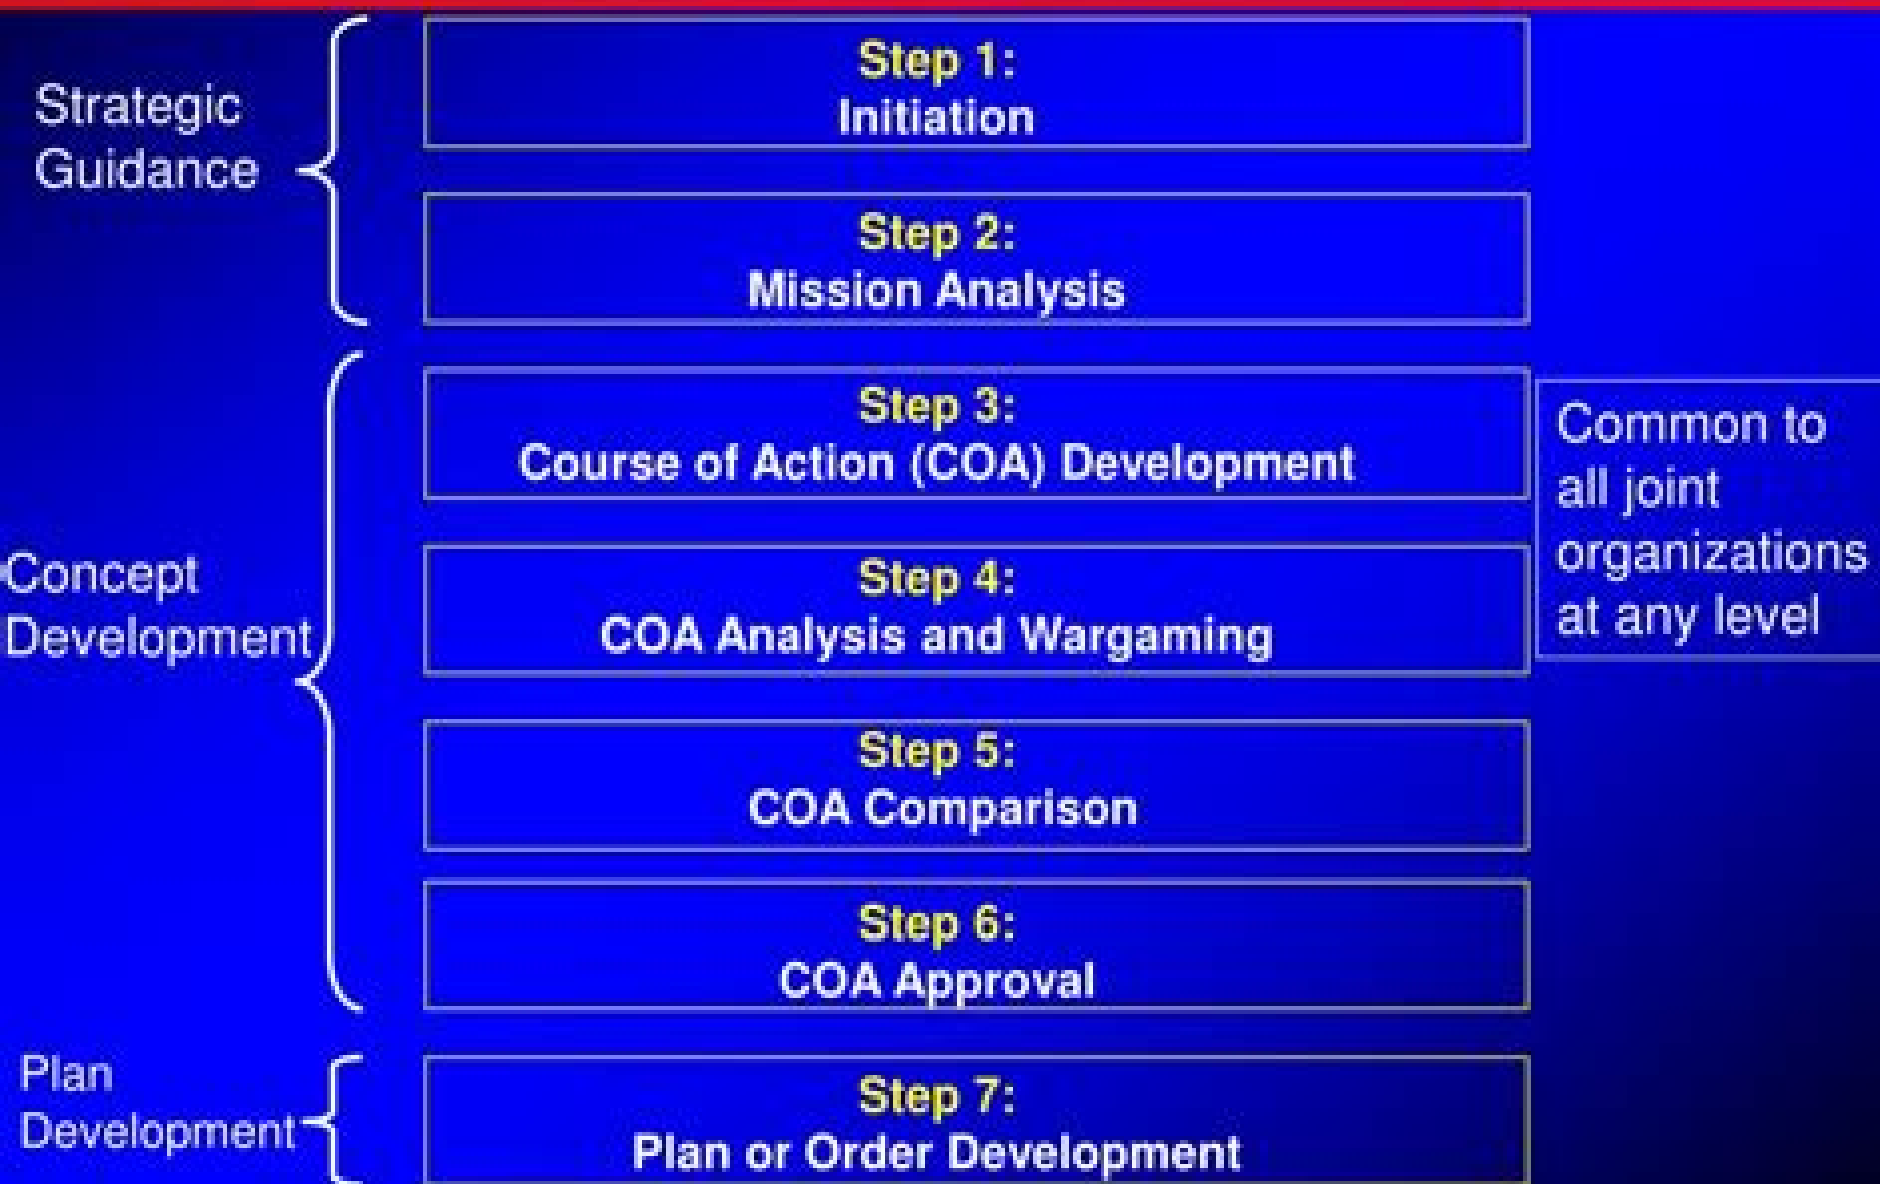 Strategic
Guidance
Step 1:
Initiation
Step 2:
Mission Analysis
Concept
Development
Step 3:
Course of Action (COA) Development
Step 4:
COA Analysis and Wargaming
Step 5:
COA Comparison
Step 6:
COA Approval
Common to
all joint
organizations
at any level
Plan
Development
Step 7:
Plan or Order Development